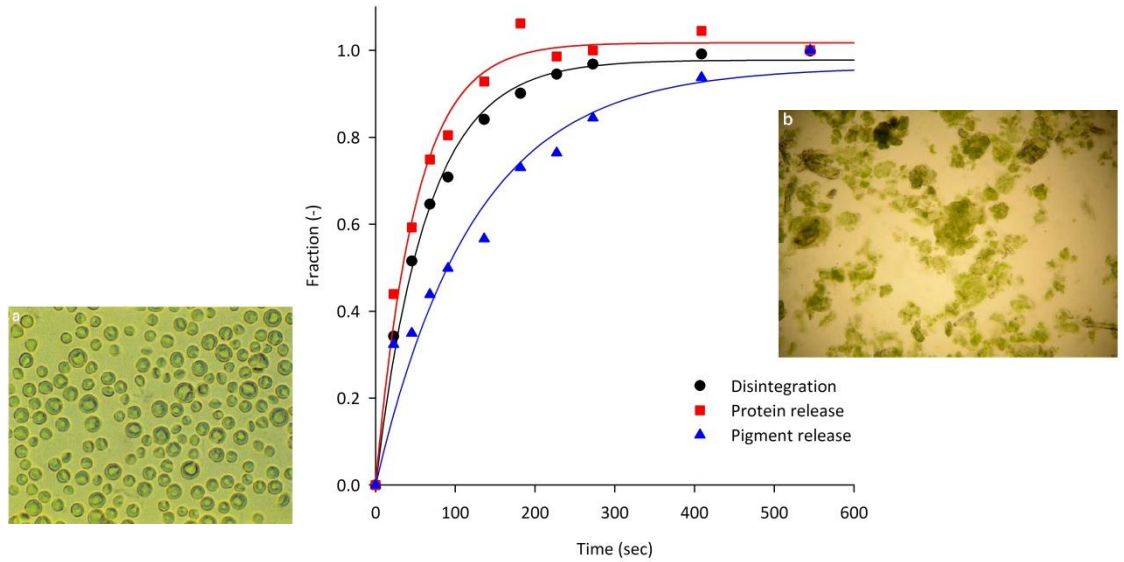 a
Fraction (-)
1.0
0.8
0.6
0.4
0.2
0.0
0 100 200 300 400 500 600
Time (sec)
Disintegration
Protein release
Pigment release
b